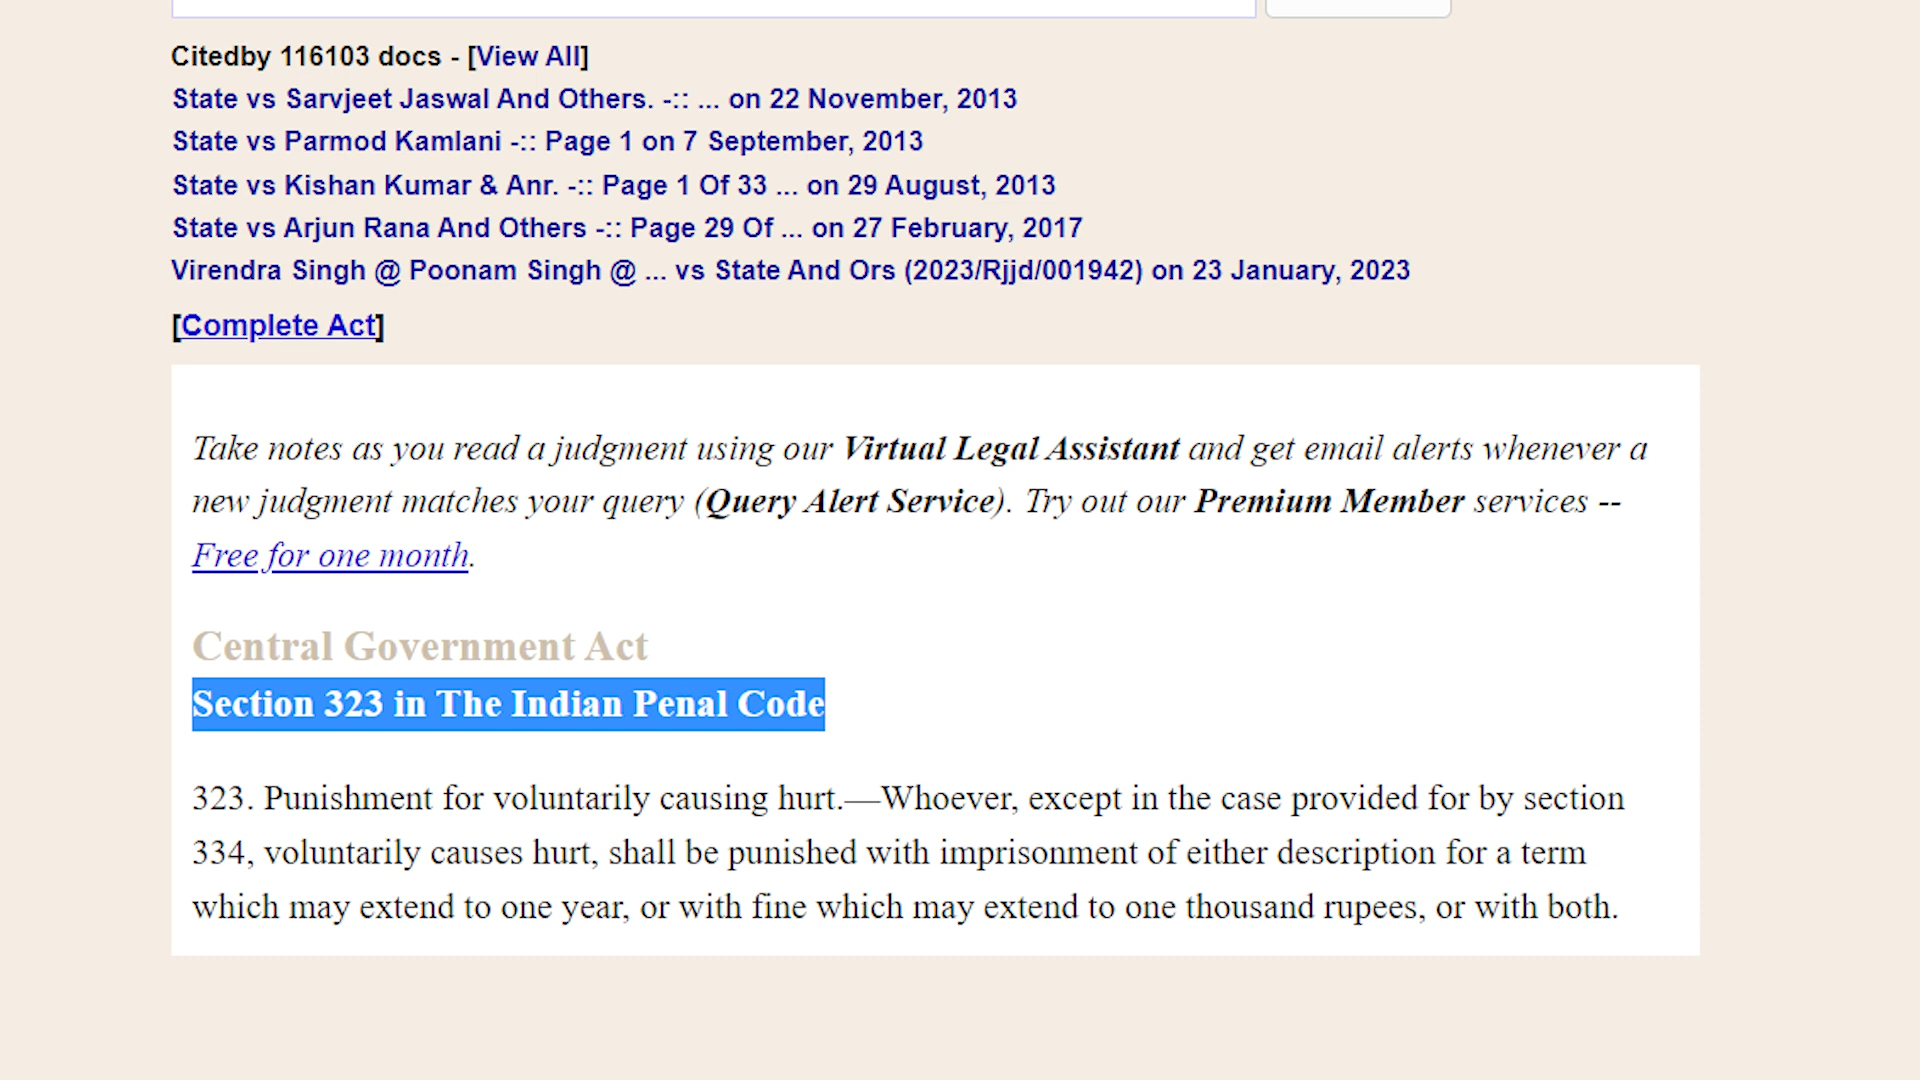 Citedby 116103 docs - [View All]
State vs Sarvjeet Jaswal And Others. -:: ... on 22 November, 2013
State vs Parmod Kamlani -:: Page 1 on 7 September, 2013
State vs Kishan Kumar & Anr. -:: Page 1 Of 33 ... on 29 August, 2013
State vs Arjun Rana And Others -:: Page 29 Of ... on 27 February, 2017
Virendra Singh @ Poonam Singh @ ... vs State And Ors (2023/Rjjd/001942) on 23 January, 2023
[Complete Act]
Take notes as you read a judgment using our Virtual Legal Assistant and get email alerts whenever a
new judgment matches your query (Query Alert Service). Try out our Premium Member services --
Free for one month.
Central Government Act
Section 323 in The Indian Penal Code
323. Punishment for voluntarily causing hurt.—Whoever, except in the case provided for by section
334, voluntarily causes hurt, shall be punished with imprisonment of either description for a term
which may extend to one year, or with fine which may extend to one thousand rupees, or with both.